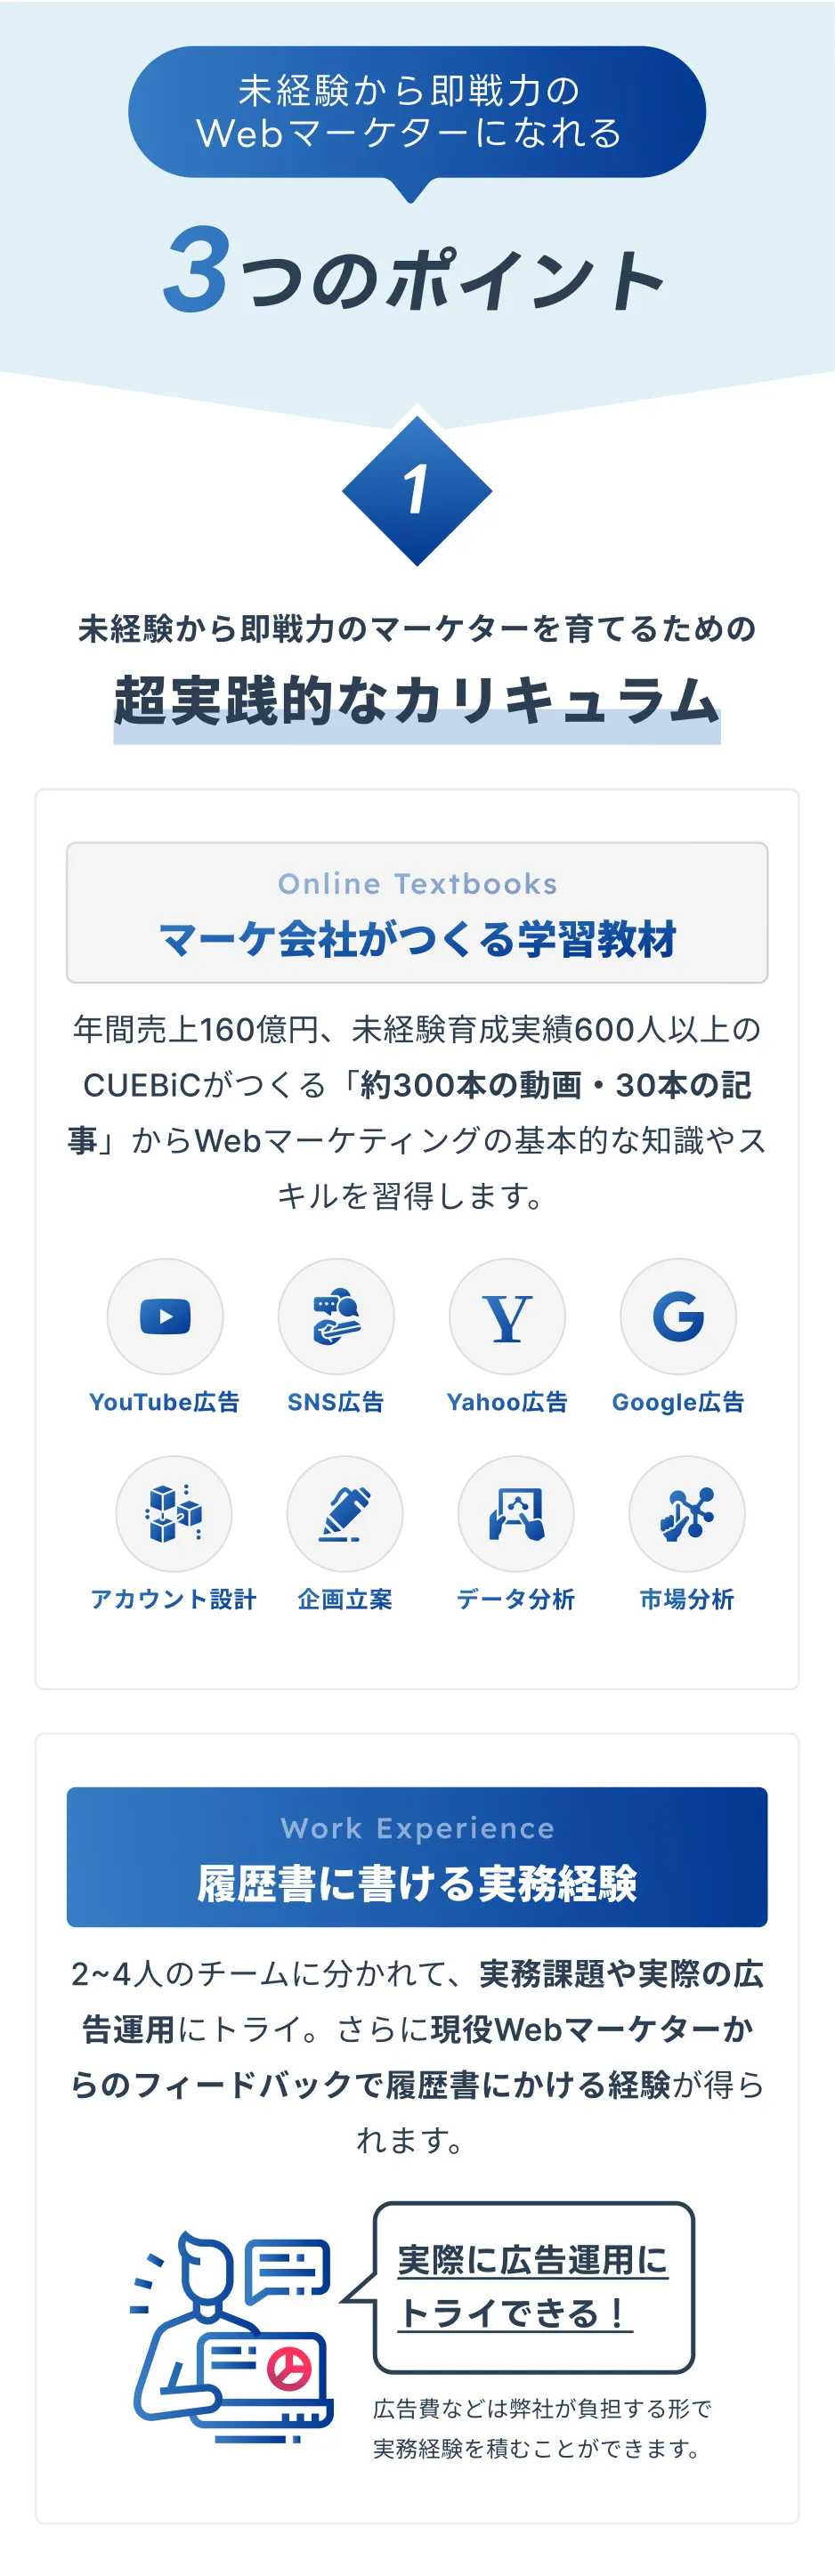 未経験から即戦力の
Webマーケターになれる
3つのポイント
1
未経験から即戦力のマーケターを育てるための
超実践的なカリキュラム
Online Textbooks
マーケ会社がつくる学習教材
年間売上160億円、未経験育成実績600人以上の
CUEBiCがつくる「約300本の動画・30本の記
事」からWebマーケティングの基本的な知識やス
キルを習得します。
YouTube広告
SNS広告
Yahoo広告
Google広告
アカウント設計
企画立案
データ分析
市場分析
Work Experience
履歴書に書ける実務経験
2~4人のチームに分かれて、実務課題や実際の広
告運用にトライ。さらに現役Webマーケターか
らのフィードバックで履歴書にかける経験が得ら
れます。
実際に広告運用に
トライできる！
広告費などは弊社が負担する形で
実務経験を積むことができます。